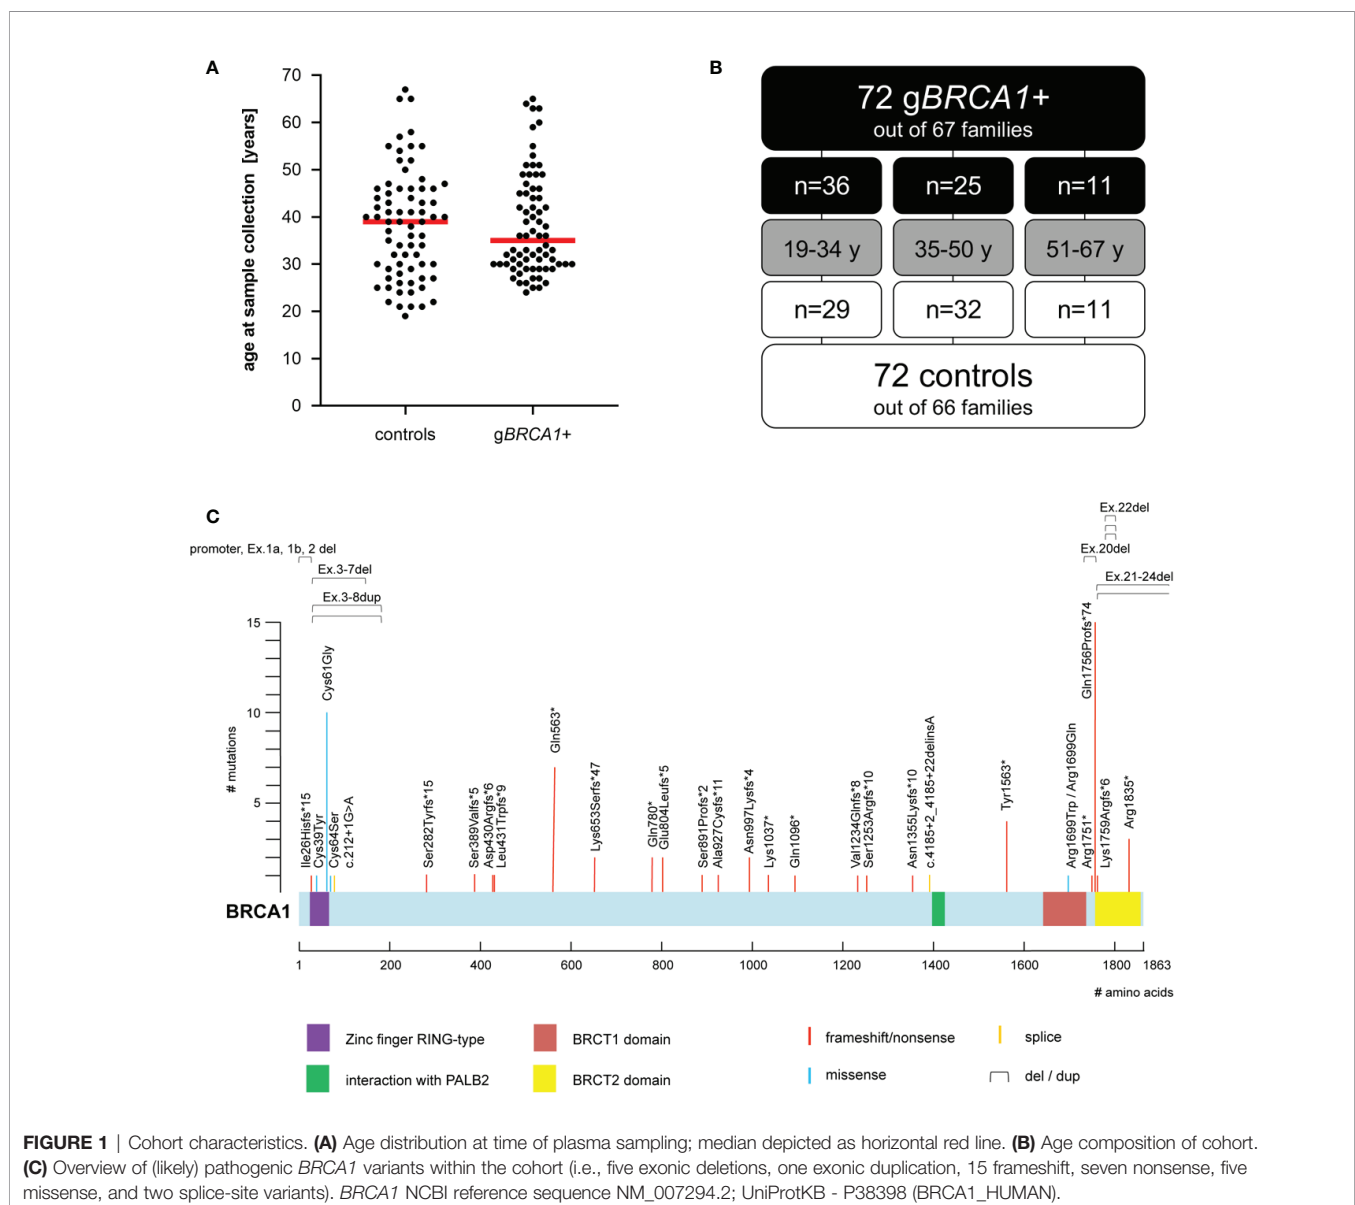 A
70
60
50
40
30
20
10
0
age at sample collection [years]
controls
gBRCA1+
B
72 gBRCA1+
out of 67 families
n=36
n=25
n=11
19-34 y
35-50 y
51-67 y
n=29
n=32
n=11
72 controls
out of 66 families
C
promoter, Ex.1a, 1b, 2 del
Ex.3-7del
Ex.3-8dup
Ex.22del
Ex.20del
Ex.21-24del
15
10
5
# mutations
Ile26Hisfs*15
Cys39Tyr
Cys61Gly
Cys64Ser
c.212+1G>A
Ser282Tyrfs*15
Ser389Valfs*5
Asp430Argfs*6
Leu431Trpfs*9
Gln563*
Lys653Serfs*47
Gln780*
Glu804Leufs*5
Ser891Profs*2
Ala927Cysfs*11
Asn997Lysfs*4
Lys1037*
Gln1096*
Val1234Glnfs*8
Ser1253Argfs*10
Asn1355Lysfs*10
c.4185+2_4185+22delinsA
Tyr1563*
Arg1699Trp / Arg1699Gln
Arg1751*
Gln1756Profs*74
Lys1759Argfs*6
Arg1835*
BRCA1
1
200
400
600
800
1000
1200
1400
1600
1800
1863
# amino acids
Zinc finger RING-type
BRCT1 domain
frameshift/nonsense
splice
interaction with PALB2
BRCT2 domain
missense
del / dup
FIGURE 1 | Cohort characteristics. (A) Age distribution at time of plasma sampling; median depicted as horizontal red line. (B) Age composition of cohort.
(C) Overview of (likely) pathogenic BRCA1 variants within the cohort (i.e., five exonic deletions, one exonic duplication, 15 frameshift, seven nonsense, five
missense, and two splice-site variants). BRCA1 NCBI reference sequence NM_007294.2; UniProtKB - P38398 (BRCA1_HUMAN).